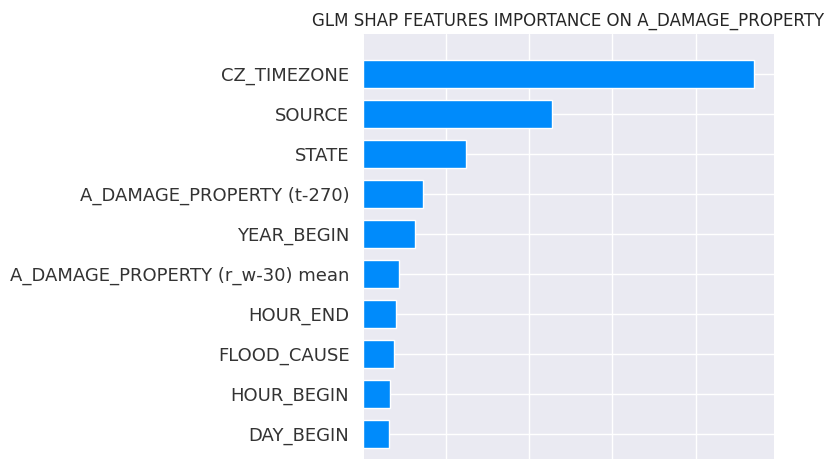 GLM SHAP FEATURES IMPORTANCE ON A_DAMAGE_PROPERTY
CZ_TIMEZONE
SOURCE
STATE
A_DAMAGE_PROPERTY (t-270)
YEAR_BEGIN
A_DAMAGE_PROPERTY (r_w-30) mean
HOUR_END
FLOOD_CAUSE
HOUR_BEGIN
DAY_BEGIN